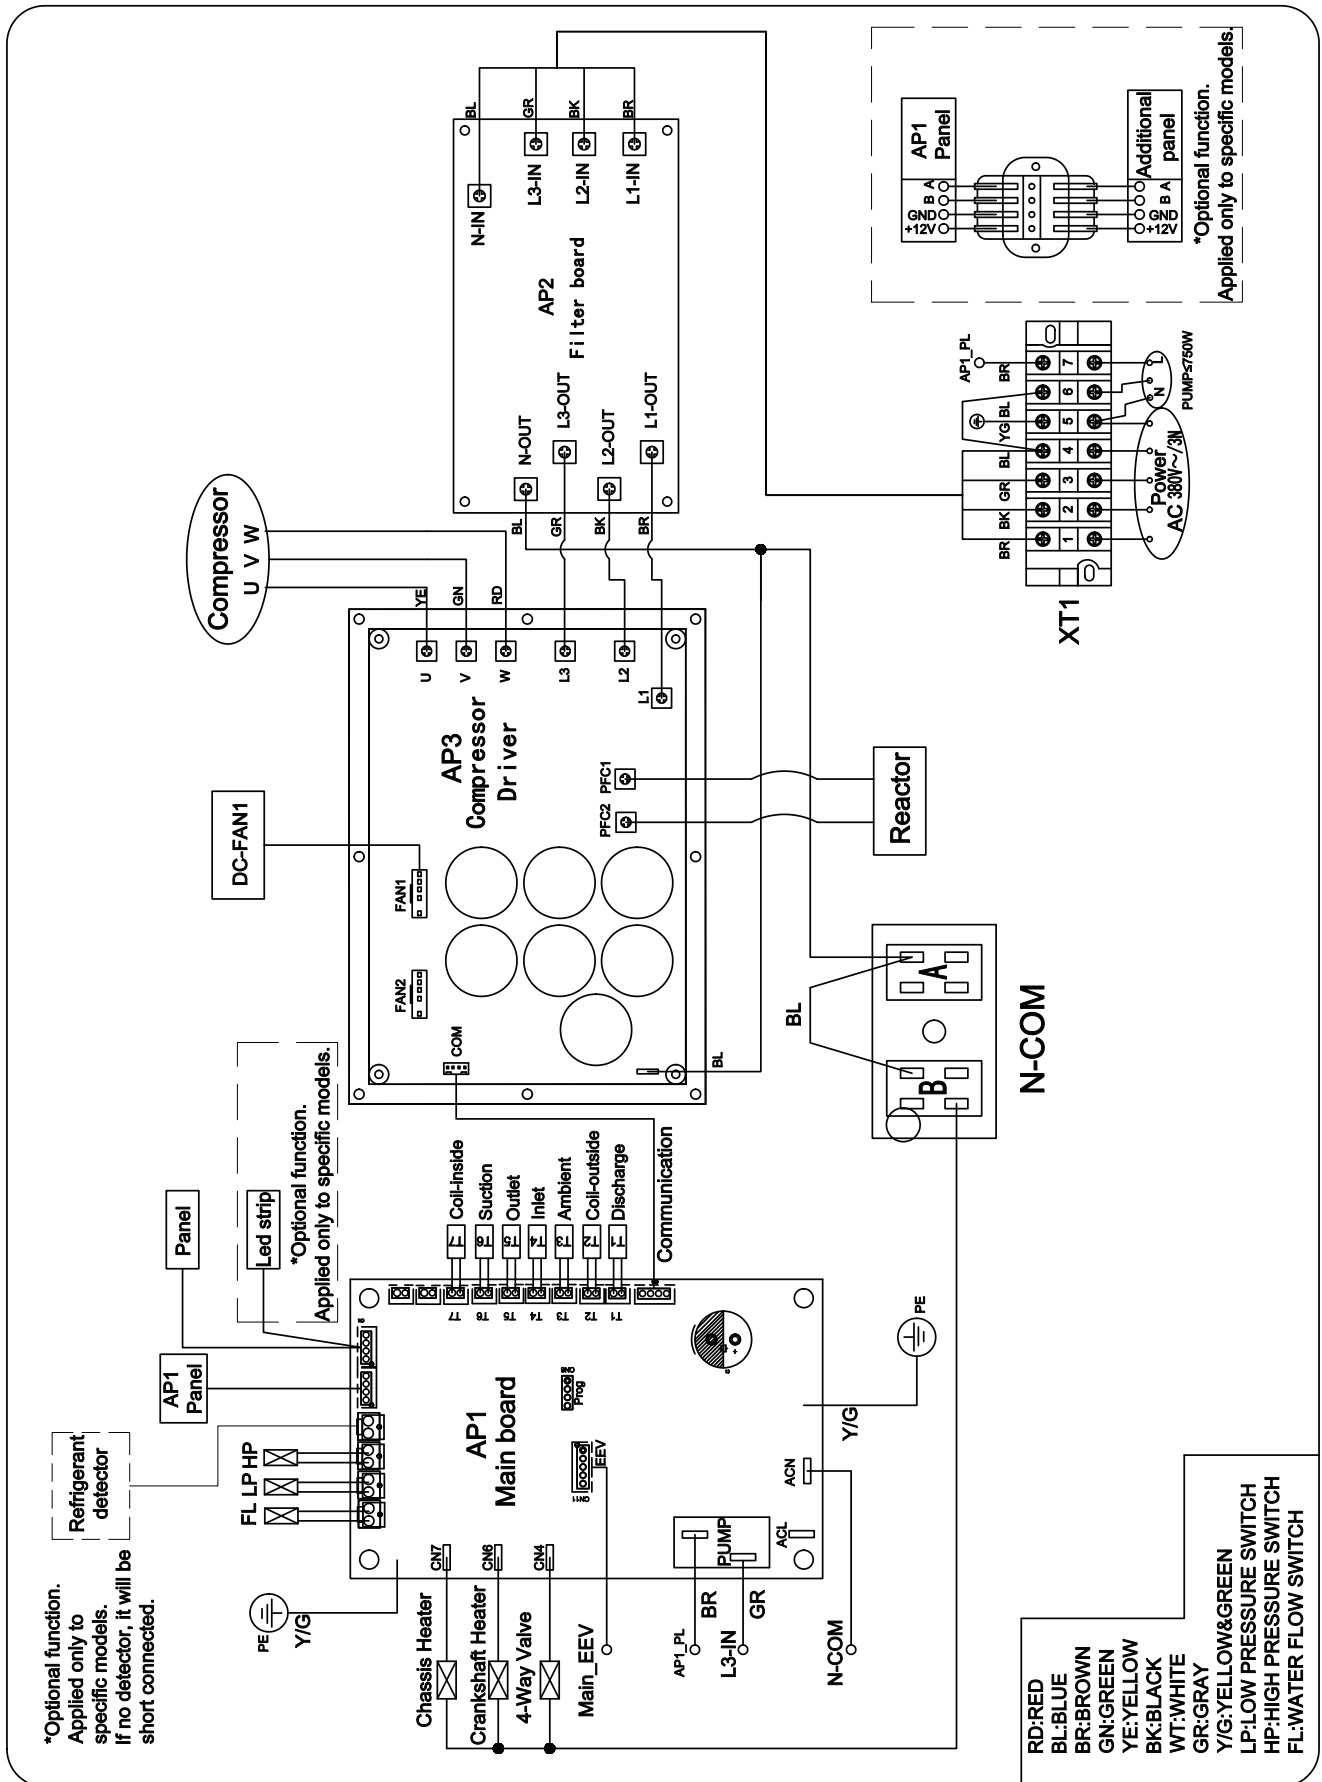 *Optional function.
Applied only to
specific models.
If no detector, it will be
short connected.
Refrigerant
detector
AP1
Panel
Panel
Led strip
*Optional function.
Applied only to specific models.
FL LP HP
PE
Y/G
Chassis Heater
Crankshaft Heater
4-Way Valve
Main_EEV
AP1_PL
BR
L3-IN
GR
N-COM
CN7
CN6
CN4
AP1
Main board
CN11
EEV
Prog
PUMP
ACL
ACN
Y/G
PE
T7
T6
T5
T4
T3
T2
T1
T7
T6
T5
T4
T3
T2
T1
Coil-inside
Suction
Outlet
Inlet
Ambient
Coil-outside
Discharge
Communication
DC-FAN1
FAN2
FAN1
COM
AP3
Compressor
Driver
PFC2
PFC1
BL
U
V
W
L3
L2
L1
Compressor
U V W
YE
GN
RD
Reactor
BL
B
A
N-COM
BL
GR
BK
BR
N-OUT
L3-OUT
L2-OUT
L1-OUT
AP2
Filter board
N-IN
L3-IN
L2-IN
L1-IN
BL
GR
BK
BR
XT1
BR
BK
GR
BL
YG
BL
BR
AP1_PL
1
2
3
4
5
6
7
Power
AC 380V～/3N
N
L
PUMP≤750W
AP1
Panel
+12V
GND
B
A
Additional
panel
+12V
GND
B
A
*Optional function.
Applied only to specific models.
RD:RED
BL:BLUE
BR:BROWN
GN:GREEN
YE:YELLOW
BK:BLACK
WT:WHITE
GR:GRAY
Y/G:YELLOW&GREEN
LP:LOW PRESSURE SWITCH
HP:HIGH PRESSURE SWITCH
FL:WATER FLOW SWITCH